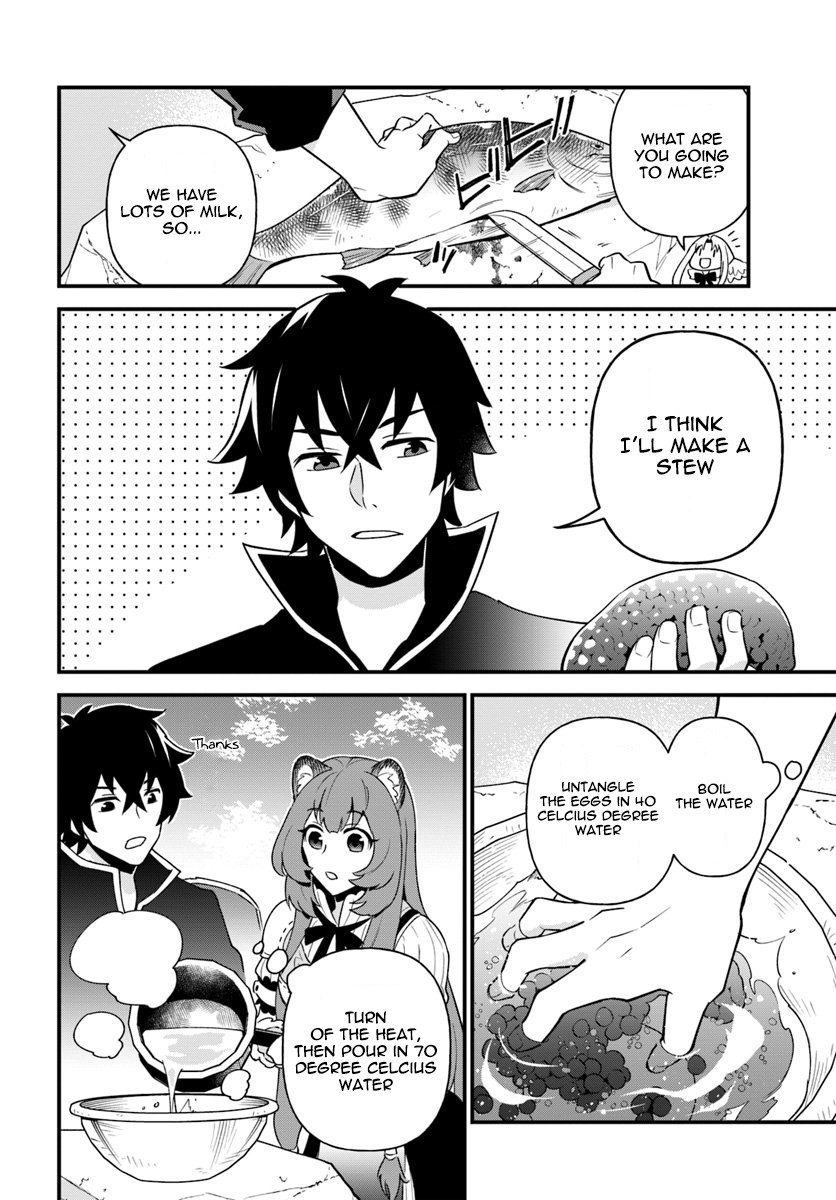 WHAT ARE
YOU GOING
TO MAKE?
WE HAVE
LOTS OF MILK,
SO...
I THINK
I'LL MAKE A
STEW
BOIL
THE WATER
UNTANGLE
THE EGGS IN 40
CELCIUS DEGREE
WATER
Thanks
TURN
OF THE HEAT,
THEN POUR IN 70
DEGREE CELCIUS
WATER